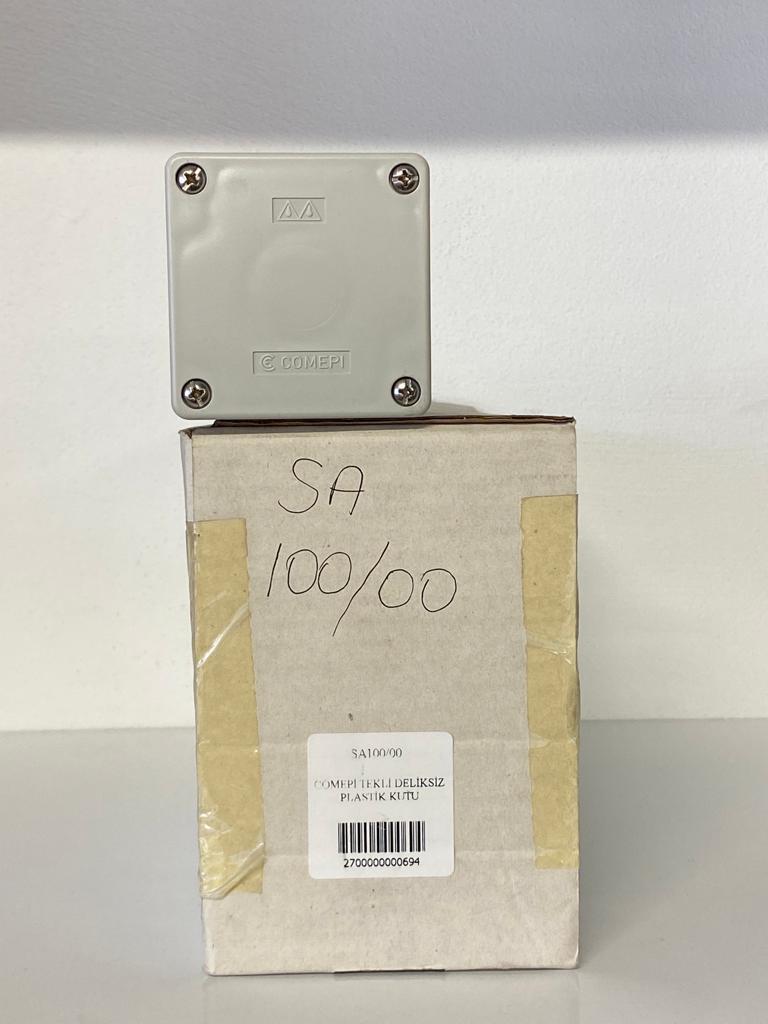 COMEPI
SA
100/00
SA100/00
COMEPİ TEKLİ DELİKSİZ
PLASTİK KUTU
2700000000694